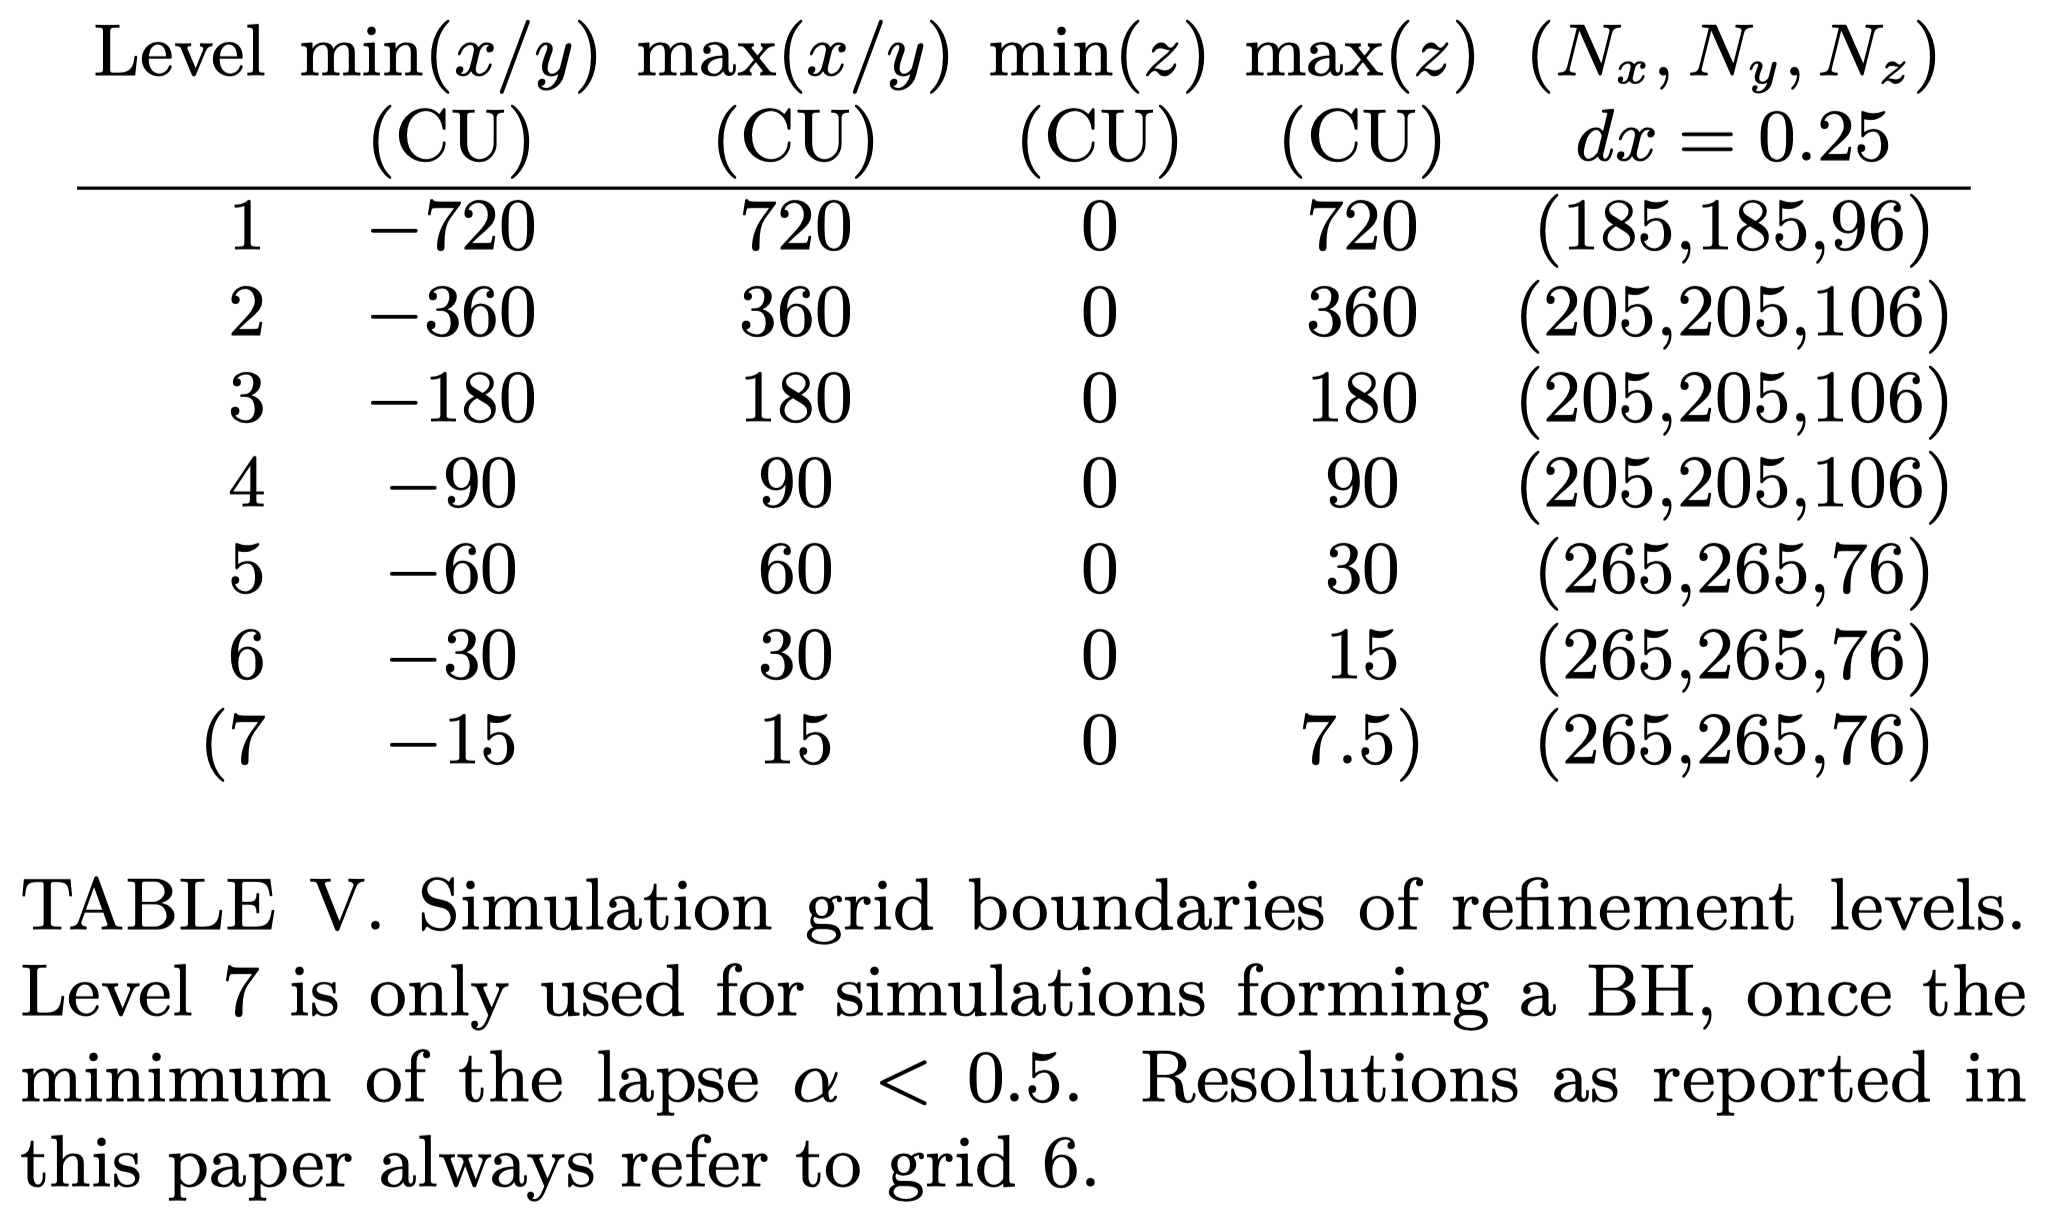 Level min(x/y) max(x/y) min(z) max(z) (Nx, Ny, Nz)
(CU) (CU) (CU) (CU) dx = 0.25
1 −720 720 0 720 (185,185,96)
2 −360 360 0 360 (205,205,106)
3 −180 180 0 180 (205,205,106)
4 −90 90 0 90 (205,205,106)
5 −60 60 0 30 (265,265,76)
6 −30 30 0 15 (265,265,76)
(7 −15 15 0 7.5) (265,265,76)
TABLE V. Simulation grid boundaries of refinement levels.
Level 7 is only used for simulations forming a BH, once the
minimum of the lapse α < 0.5. Resolutions as reported in
this paper always refer to grid 6.